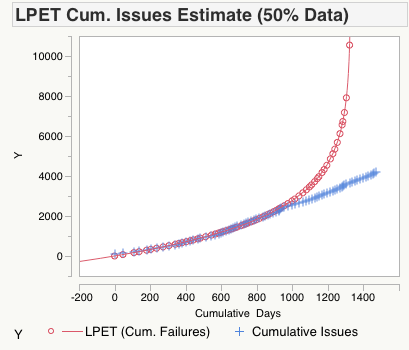 LPET Cum. Issues Estimate (50% Data)
10000
8000
6000
4000
2000
0
Y
-200 0 200 400 600 800 1000 1200 1400
Cumulative Days
Y LPET (Cum. Failures) Cumulative Issues